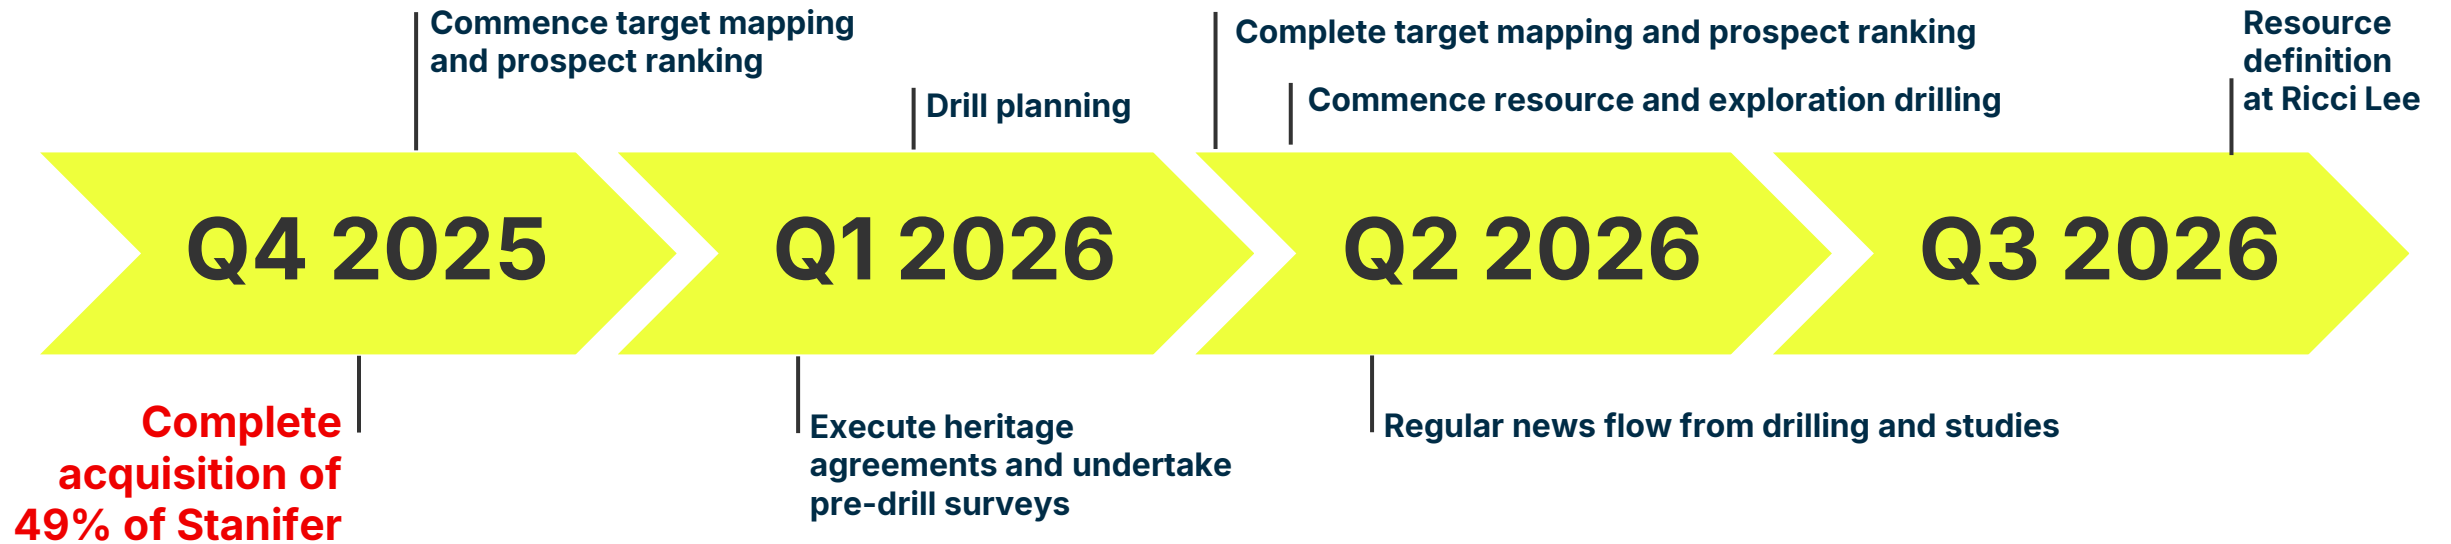 Commence target mapping
and prospect ranking
Drill planning
Complete target mapping and prospect ranking
Commence resource and exploration drilling
Resource
definition
at Ricci Lee
Q4 2025
Q1 2026
Q2 2026
Q3 2026
Complete
acquisition of
49% of Stanifer
Execute heritage
agreements and undertake
pre-drill surveys
Regular news flow from drilling and studies